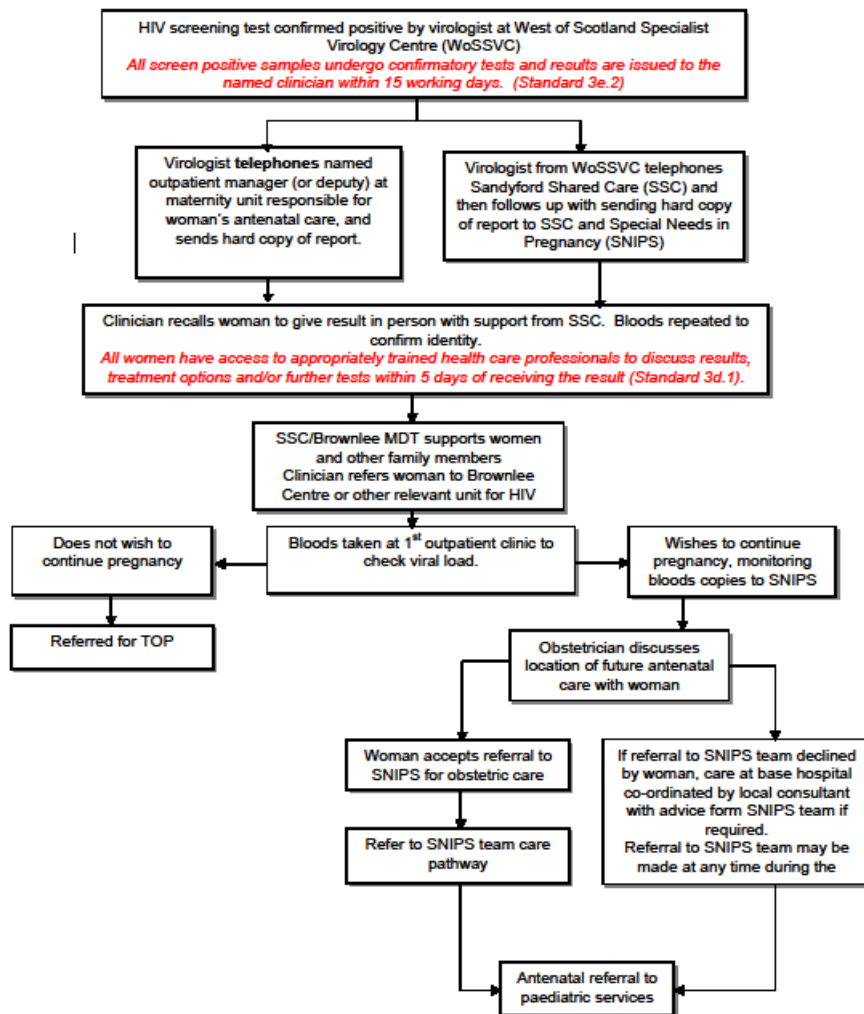 HIV screening test confirmed positive by virologist at West of Scotland Specialist
Virology Centre (WoSSVC)
All screen positive samples undergo confirmatory tests and results are issued to the
named clinician within 15 working days.  (Standard 3e.2)
Virologist telephones named
outpatient manager (or deputy) at
maternity unit responsible for
woman's antenatal care, and
sends hard copy of report.
Virologist from WoSSVC telephones
Sandyford Shared Care (SSC) and
then follows up with sending hard copy
of report to SSC and Special Needs in
Pregnancy (SNIPS)
Clinician recalls woman to give result in person with support from SSC.  Bloods repeated to
confirm identity.
All women have access to appropriately trained health care professionals to discuss results,
treatment options and/or further tests within 5 days of receiving the result (Standard 3d.1).
SSC/Brownlee MDT supports women
and other family members
Clinician refers woman to Brownlee
Centre or other relevant unit for HIV
Does not wish to
continue pregnancy
Bloods taken at 1st outpatient clinic to
check viral load.
Wishes to continue
pregnancy, monitoring
bloods copies to SNIPS
Referred for TOP
Obstetrician discusses
location of future antenatal
care with woman
Woman accepts referral to
SNIPS for obstetric care
If referral to SNIPS team declined
by woman, care at base hospital
co-ordinated by local consultant
with advice form SNIPS team if
required.
Referral to SNIPS team may be
made at any time during the
Refer to SNIPS team care
pathway
Antenatal referral to
paediatric services